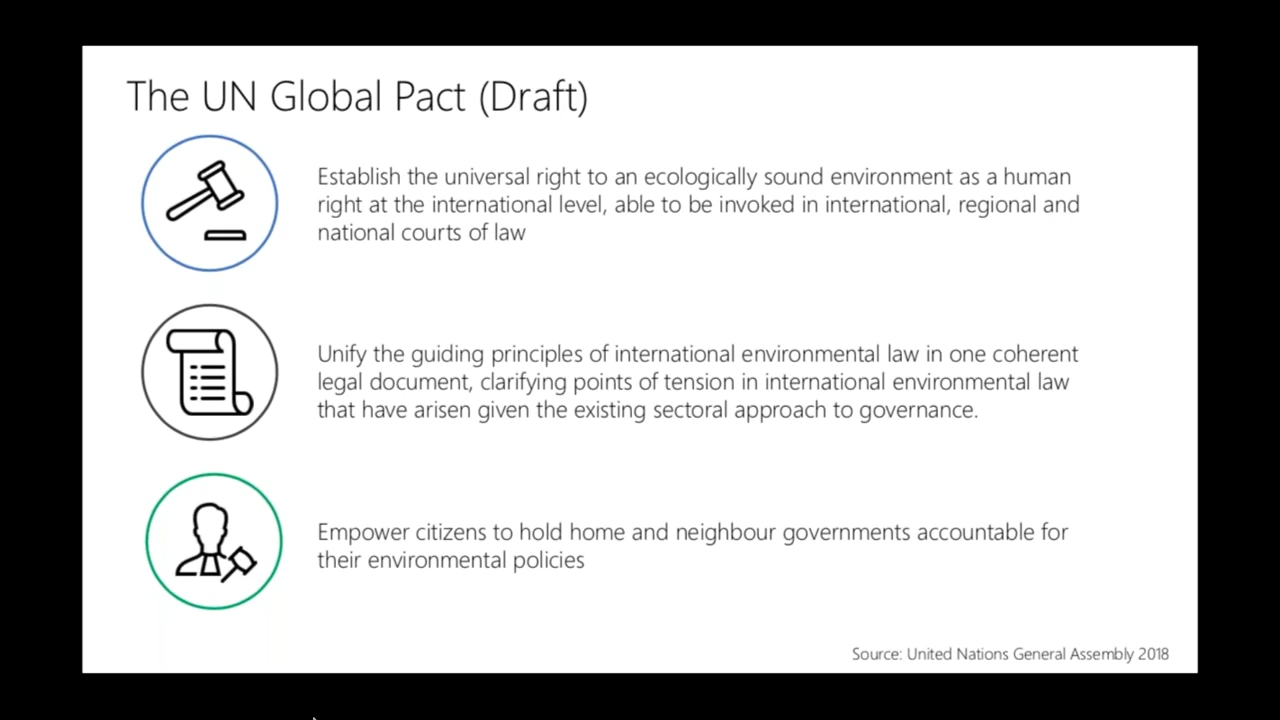 The UN Global Pact (Draft)
Establish the universal right to an ecologically sound environment as a human
right at the international level, able to be invoked in international, regional and
national courts of law
Unify the guiding principles of international environmental law in one coherent
legal document, clarifying points of tension in international environmental law
that have arisen given the existing sectoral approach to governance.
Empower citizens to hold home and neighbour governments accountable for
their environmental policies
Source: United Nations General Assembly 2018